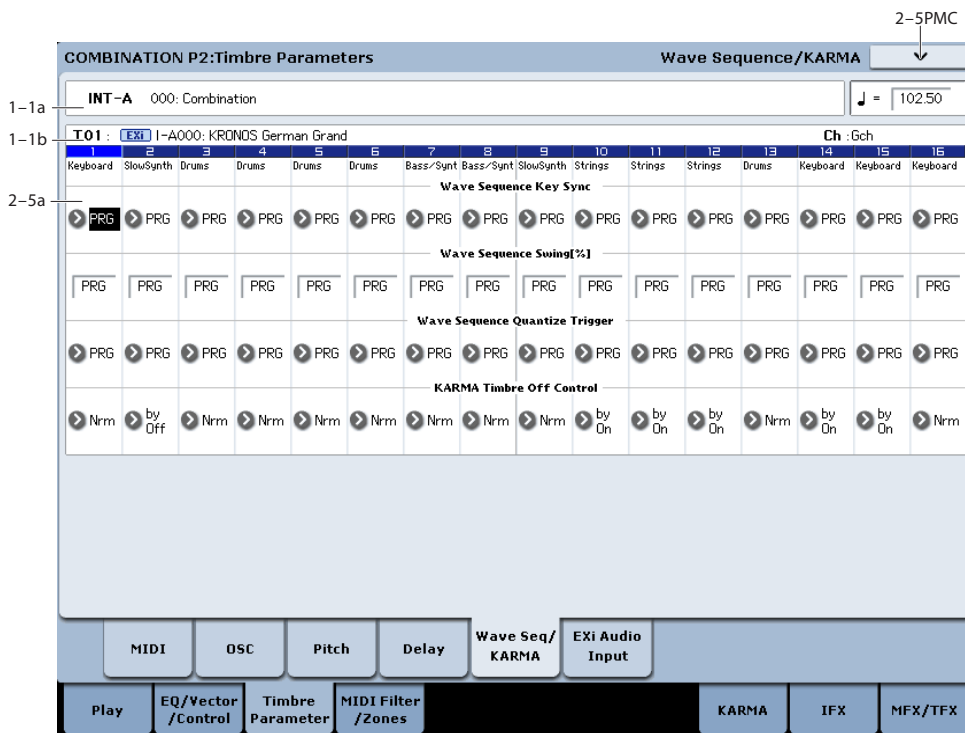 2–5PMC
COMBINATION P2:Timbre Parameters Wave Sequence/KARMA
1–1a
INT-A 000: Combination ♩ = 102.50
1–1b
T01 : EXi I-A000: KRONOS German Grand Ch :Gch
1 2 3 4 5 6 7 8 9 10 11 12 13 14 15 16
Keyboard SlowSynth Drums Drums Drums Drums Bass/Synt Bass/Synt SlowSynth Strings Strings Strings Drums Keyboard Keyboard Keyboard
Wave Sequence Key Sync
2–5a
PRG PRG PRG PRG PRG PRG PRG PRG PRG PRG PRG PRG PRG PRG PRG PRG
Wave Sequence Swing[%]
PRG PRG PRG PRG PRG PRG PRG PRG PRG PRG PRG PRG PRG PRG PRG PRG
Wave Sequence Quantize Trigger
PRG PRG PRG PRG PRG PRG PRG PRG PRG PRG PRG PRG PRG PRG PRG PRG
KARMA Timbre Off Control
Nrm by Off Nrm Nrm Nrm Nrm Nrm Nrm Nrm by On by On by On Nrm by On by On Nrm
MIDI OSC Pitch Delay Wave Seq/ KARMA EXi Audio Input
Play EQ/Vector /Control Timbre Parameter MIDI Filter /Zones KARMA IFX MFX/TFX